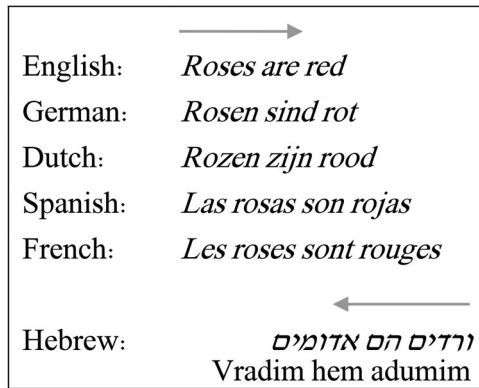 English: Roses are red
German: Rosen sind rot
Dutch: Rozen zijn rood
Spanish: Las rosas son rojas
French: Les roses sont rouges
Hebrew: ורדים הם אדומים
Vradim hem adumim